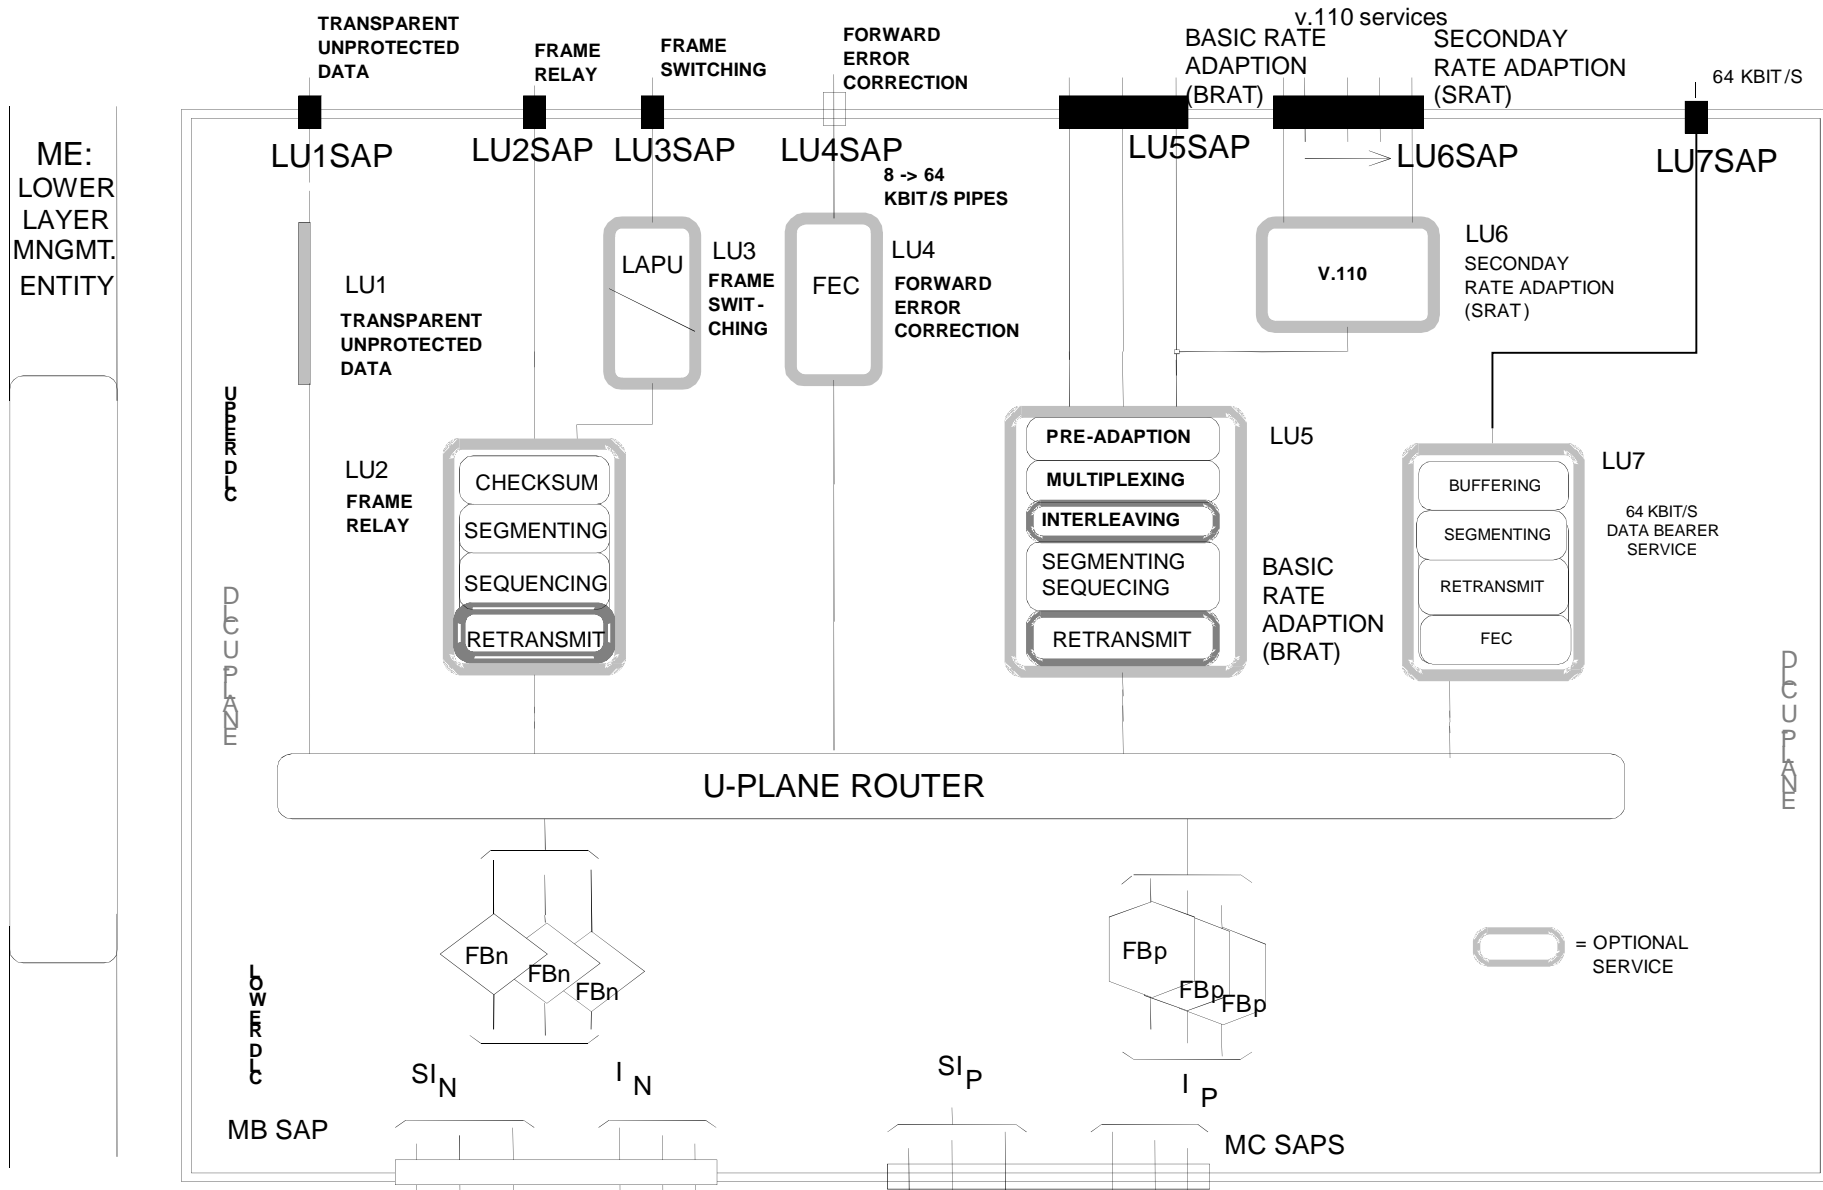 TRANSPARENT
UNPROTECTED
DATA
FRAME
RELAY
FRAME
SWITCHING
FORWARD
ERROR
CORRECTION
v.110 services
BASIC RATE
ADAPTION
(BRAT)
SECONDAY
RATE ADAPTION
(SRAT)
64 KBIT/S
ME:
LOWER
LAYER
MNGMT.
ENTITY
LU1SAP
LU2SAP
LU3SAP
LU4SAP
LU5SAP
LU6SAP
LU7SAP
8 -> 64
KBIT/S PIPES
LU1
TRANSPARENT
UNPROTECTED
DATA
LAPU
LU3
FRAME
SWIT-
CHING
FEC
LU4
FORWARD
ERROR
CORRECTION
V.110
LU6
SECONDAY
RATE ADAPTION
(SRAT)
UPPER DLC
LU2
FRAME
RELAY
CHECKSUM
SEGMENTING
SEQUENCING
RETRANSMIT
PRE-ADAPTION
MULTIPLEXING
INTERLEAVING
SEGMENTING
SEQUECING
RETRANSMIT
LU5
BASIC
RATE
ADAPTION
(BRAT)
BUFFERING
SEGMENTING
RETRANSMIT
FEC
LU7
64 KBIT/S
DATA BEARER
SERVICE
DLC U PLANE
DLC U PLANE
U-PLANE ROUTER
FBn
FBn
FBn
FBp
FBp
FBp
= OPTIONAL
SERVICE
LOWER DLC
SI N
I N
SI P
I P
MB SAP
MC SAPS